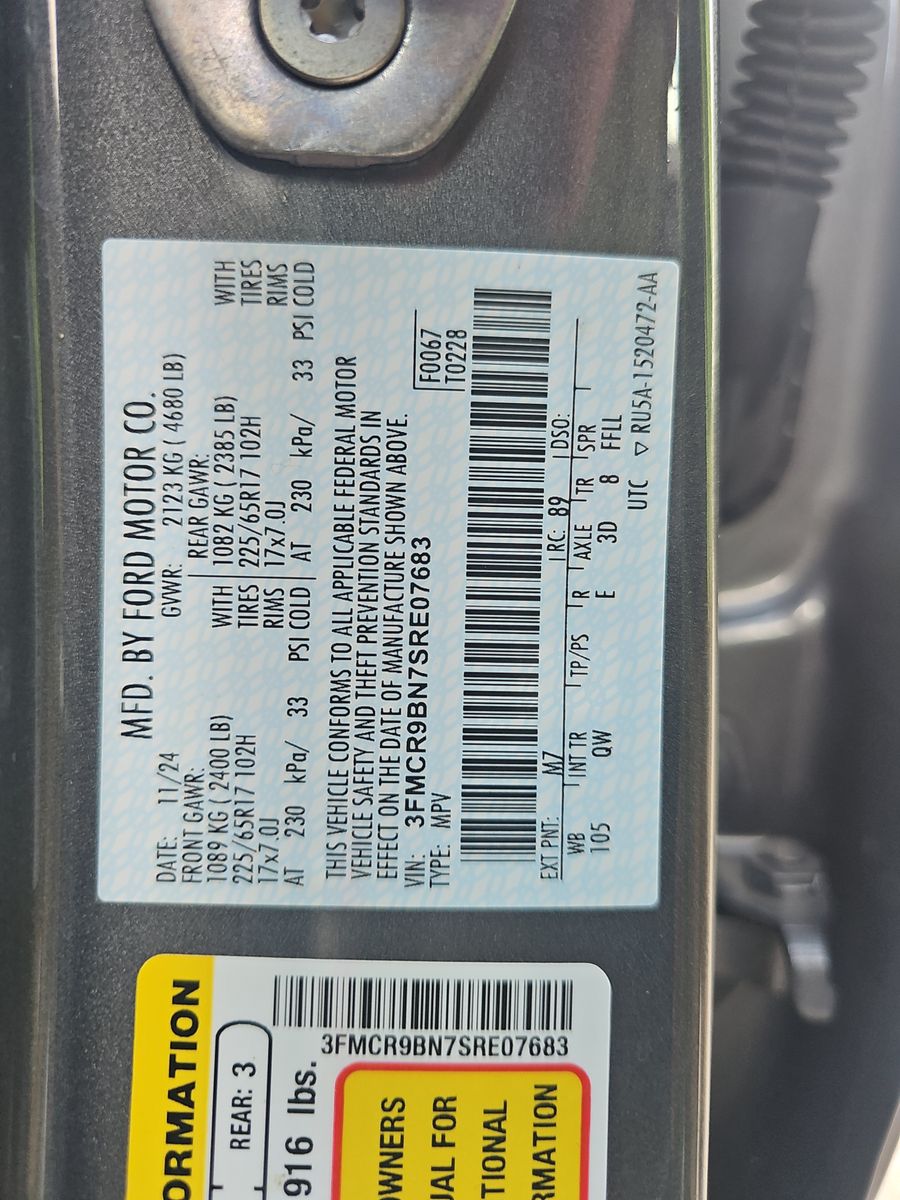 MFD. BY FORD MOTOR CO.
DATE: 11/24 GVWR: 2123 KG ( 4680 LB)
FRONT GAWR: REAR GAWR:
1089 KG ( 2400 LB) WITH 1082 KG ( 2385 LB) WITH
225/65R17 102H TIRES 225/65R17 102H TIRES
17x7.0J RIMS 17x7.0J RIMS
AT 230 kPa/ 33 PSI COLD AT 230 kPa/ 33 PSI COLD
THIS VEHICLE CONFORMS TO ALL APPLICABLE FEDERAL MOTOR
VEHICLE SAFETY AND THEFT PREVENTION STANDARDS IN
EFFECT ON THE DATE OF MANUFACTURE SHOWN ABOVE.
VIN: 3FMCR9BN7SRE07683 F0067
TYPE: MPV T0228
EXT PNT: M7 RC: 89 DSO:
WB INT TR TP/PS R AXLE TR SPR
105 QW E 3D 8 FFLL
UTC ▽ RU5A-1520472-AA
ORMATION
REAR: 3
3FMCR9BN7SRE07683
916 lbs.
OWNERS
UAL FOR
TIONAL
RMATION